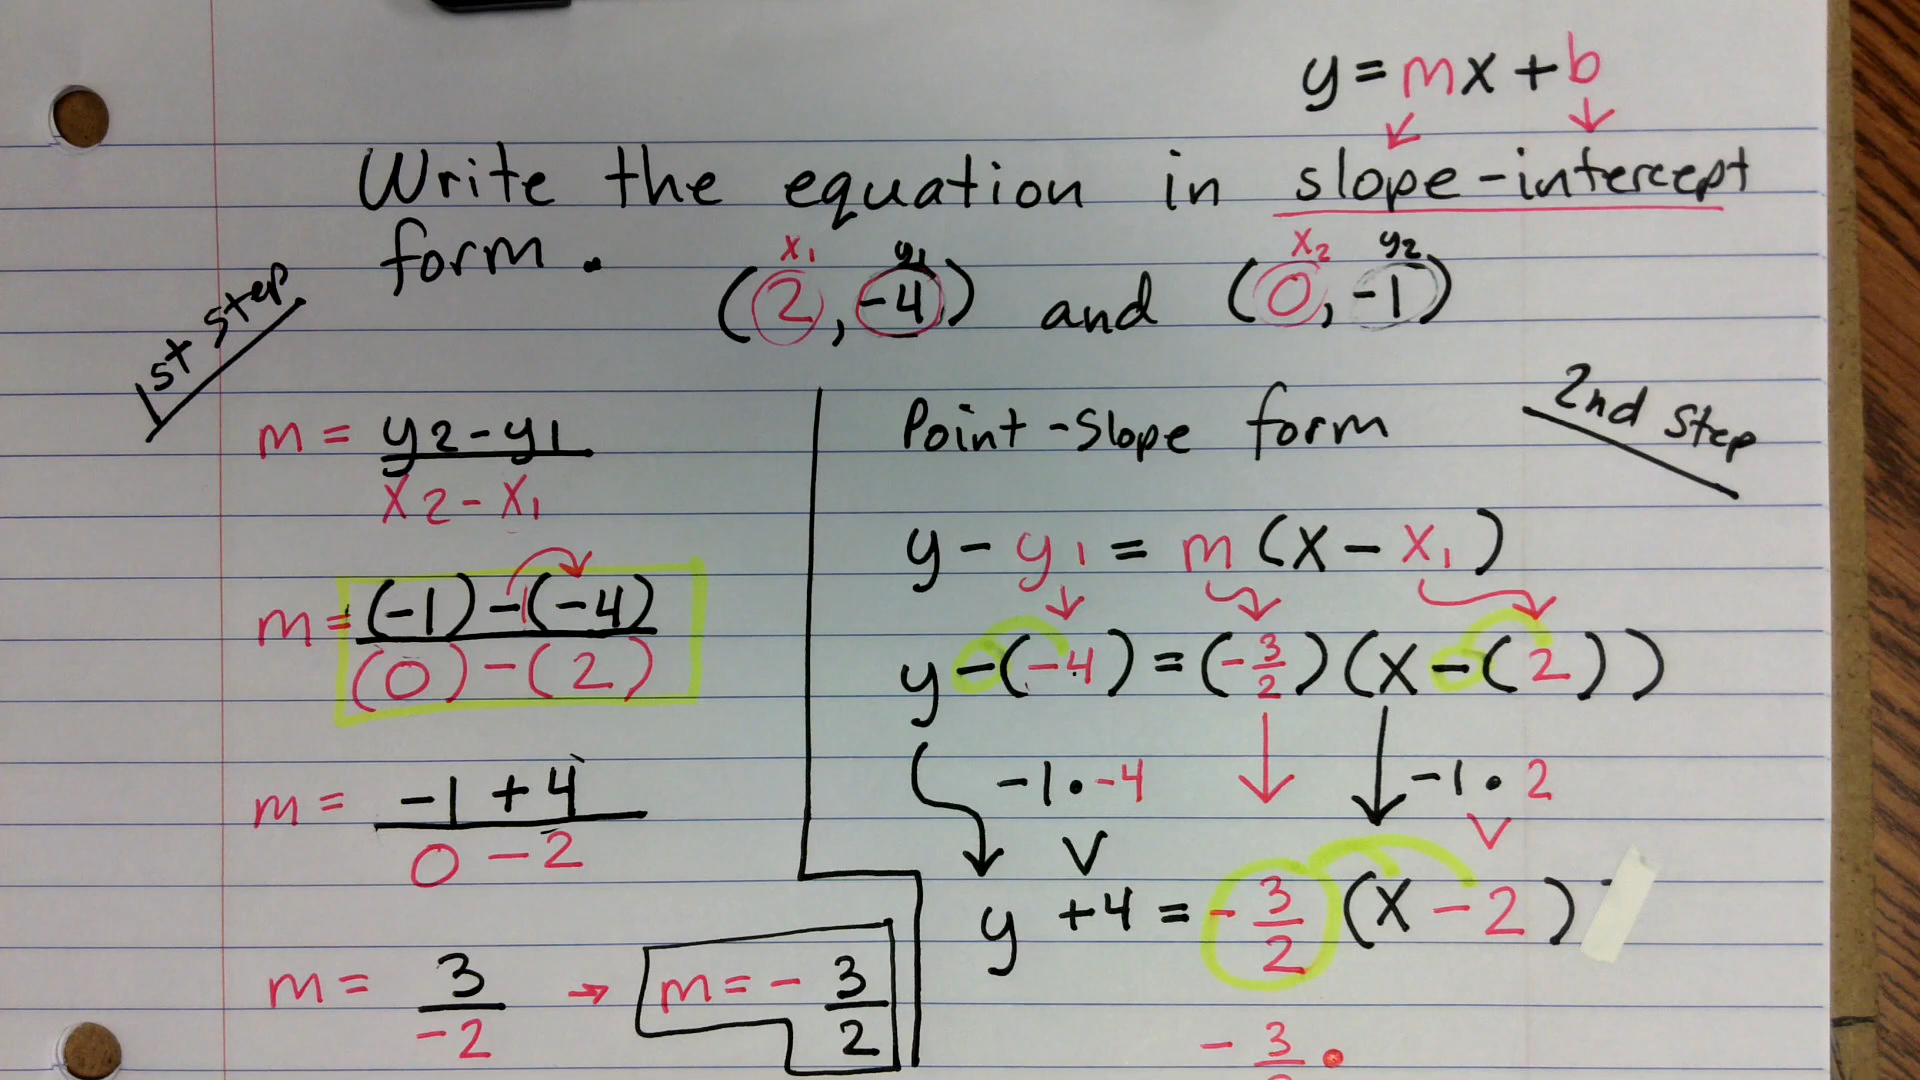 y = mx + b
Write the equation in slope-intercept
form.
x1 y1 x2 y2
(2, -4) and (0, -1)
1st step
m = y2 - y1
x2 - x1
m = (-1) - (-4)
(0) - (2)
m = -1 + 4
0 - 2
m = 3
-2
→ m = - 3
2
2nd Step
Point-Slope form
y - y1 = m (x - x1)
y - (-4) = (-3/2)(x - (2))
-1 • -4
-1 • 2
y + 4 = - 3/2 (x - 2)
- 3 •